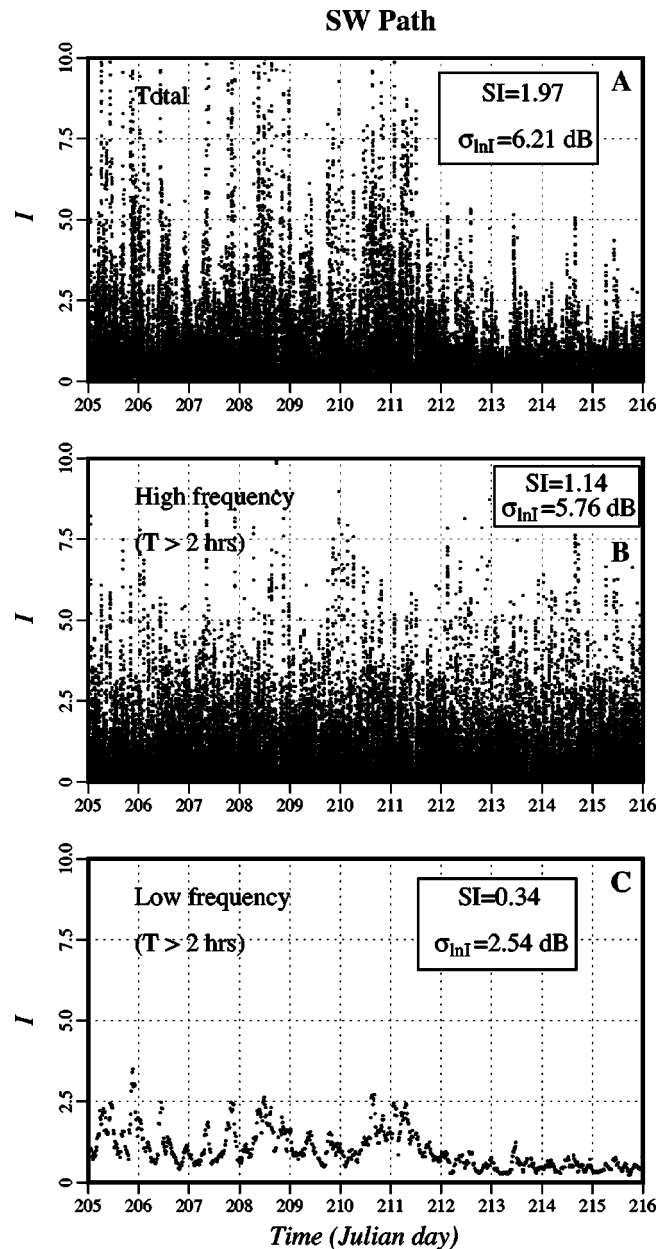 SW Path
A
Total
SI=1.97
σlnI=6.21 dB
10.0
7.5
5.0
2.5
0
I
205 206 207 208 209 210 211 212 213 214 215 216
High frequency
(T > 2 hrs)
SI=1.14
σlnI=5.76 dB
B
10.0
7.5
5.0
2.5
0
I
205 206 207 208 209 210 211 212 213 214 215 216
C
Low frequency
(T > 2 hrs)
SI=0.34
σlnI=2.54 dB
10.0
7.5
5.0
2.5
0
I
205 206 207 208 209 210 211 212 213 214 215 216
Time (Julian day)